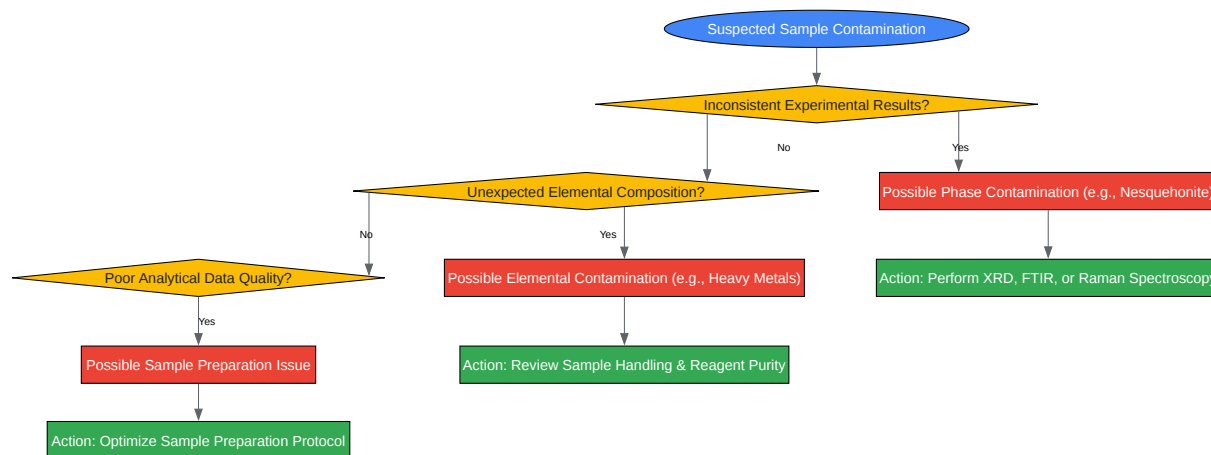 Suspected Sample Contamination
Inconsistent Experimental Results?
No
Yes
Unexpected Elemental Composition?
Possible Phase Contamination (e.g., Nesquehonite)
No
Yes
Poor Analytical Data Quality?
Possible Elemental Contamination (e.g., Heavy Metals)
Action: Perform XRD, FTIR, or Raman Spectroscopy
Yes
Possible Sample Preparation Issue
Action: Review Sample Handling & Reagent Purity
Action: Optimize Sample Preparation Protocol